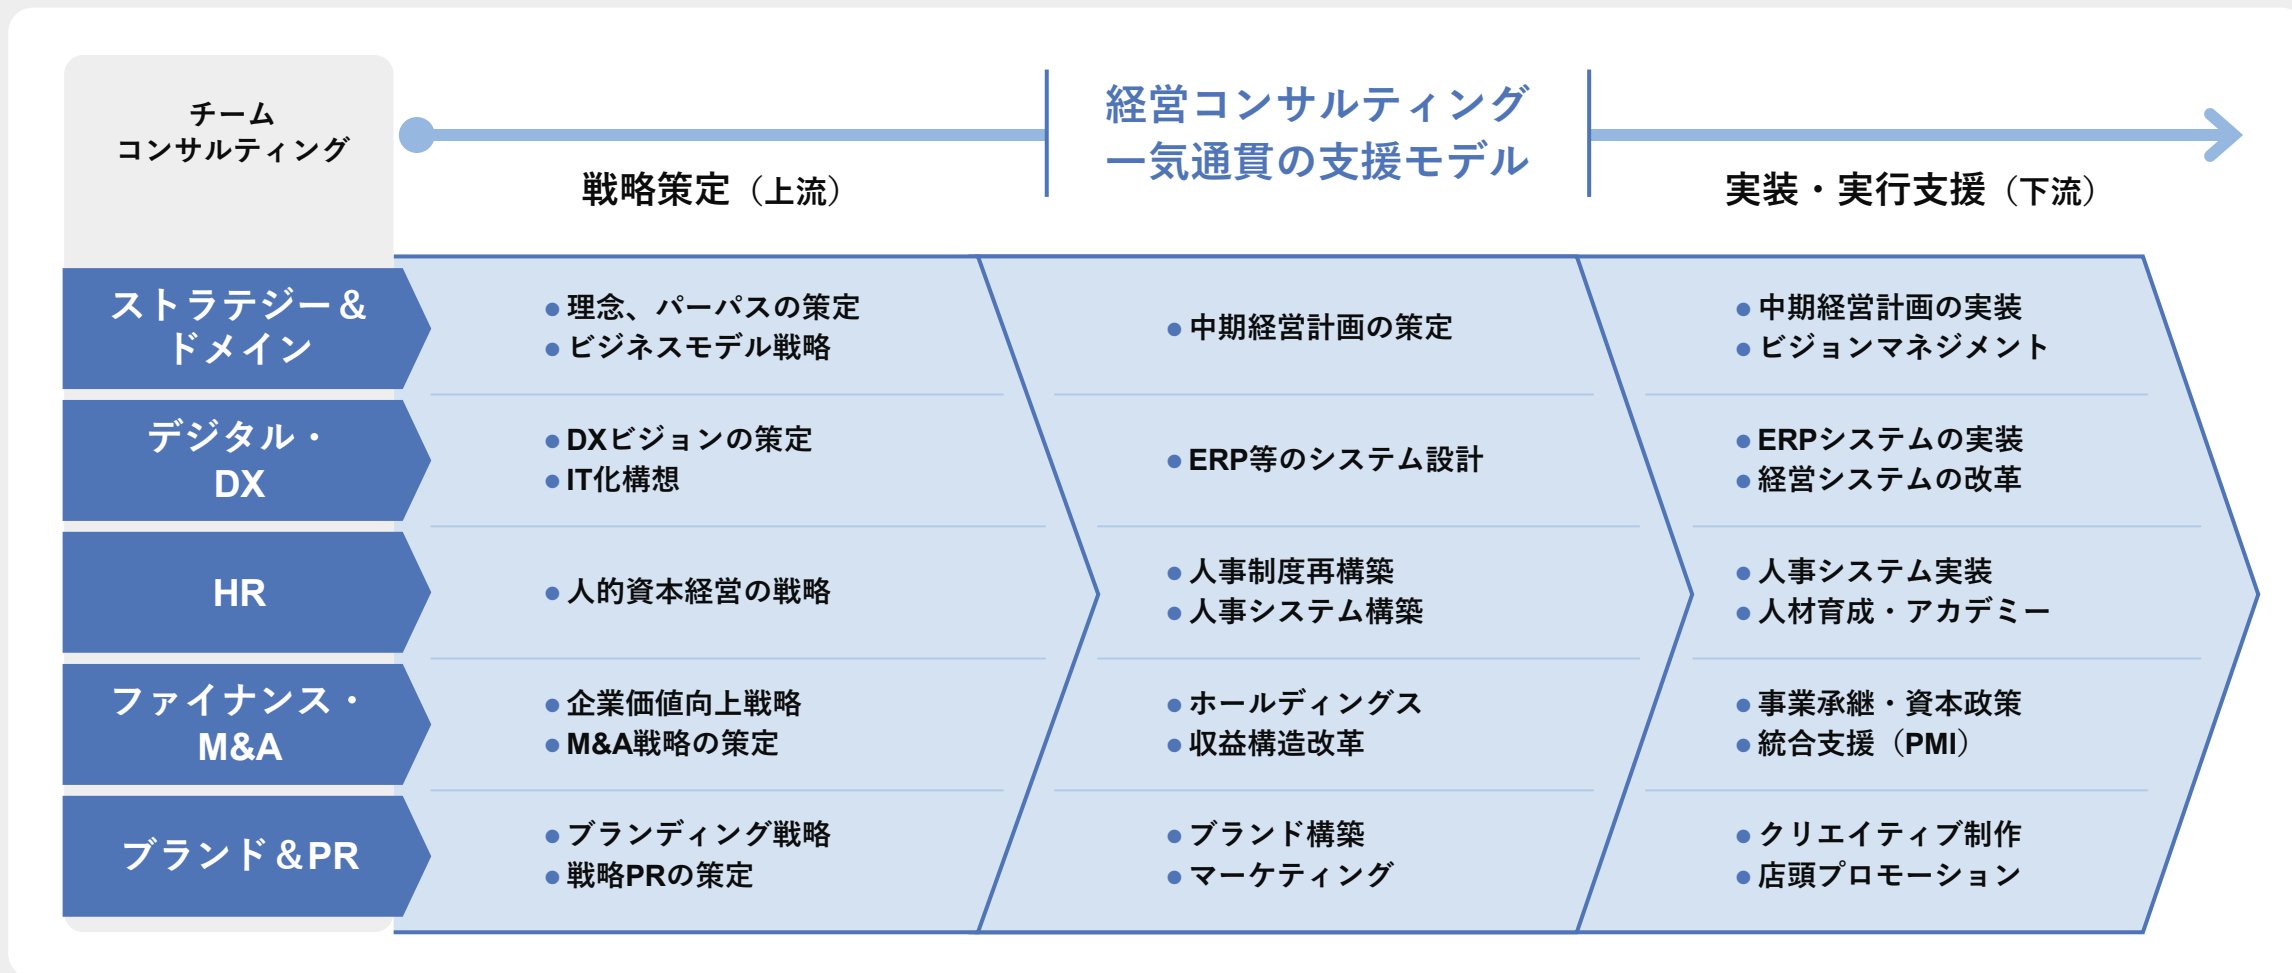 チーム
コンサルティング
経営コンサルティング
一気通貫の支援モデル
戦略策定（上流）
実装・実行支援（下流）
ストラテジー＆
ドメイン
●理念、パーパスの策定
●ビジネスモデル戦略
●中期経営計画の策定
●中期経営計画の実装
●ビジョンマネジメント
デジタル・
DX
●DXビジョンの策定
●IT化構想
●ERP等のシステム設計
●ERPシステムの実装
●経営システムの改革
HR
●人的資本経営の戦略
●人事制度再構築
●人事システム構築
●人事システム実装
●人材育成・アカデミー
ファイナンス・
M&A
●企業価値向上戦略
●M&A戦略の策定
●ホールディングス
●収益構造改革
●事業承継・資本政策
●統合支援（PMI）
ブランド＆PR
●ブランディング戦略
●戦略PRの策定
●ブランド構築
●マーケティング
●クリエイティブ制作
●店頭プロモーション